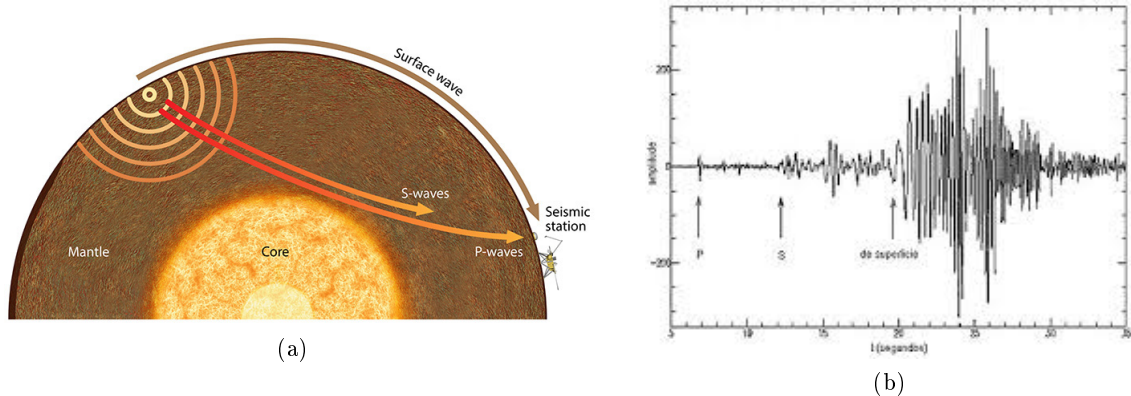 Surface wave
S-waves
Seismic
station
P-waves
Mantle
Core
(a)
amplitude
200
0
-200
P
S
de superficie
5
10
15
20
25
30
35
t (segundos)
(b)